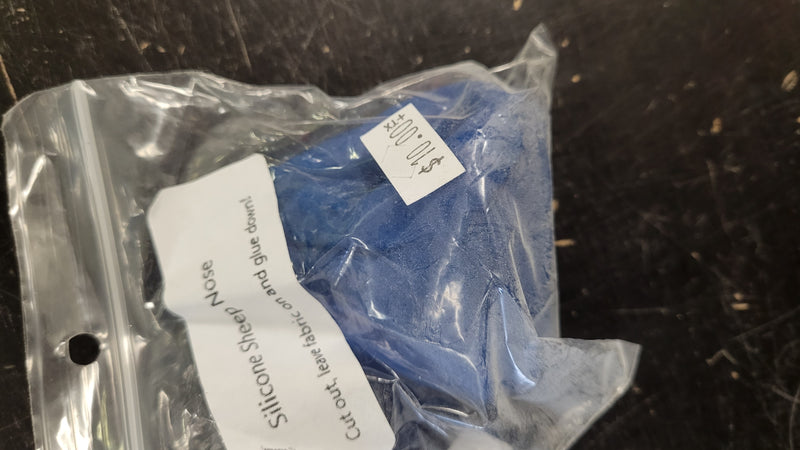 $10.00
+TX
Silicone Sheep Nose
Cut out, leave fabric on and glue down!